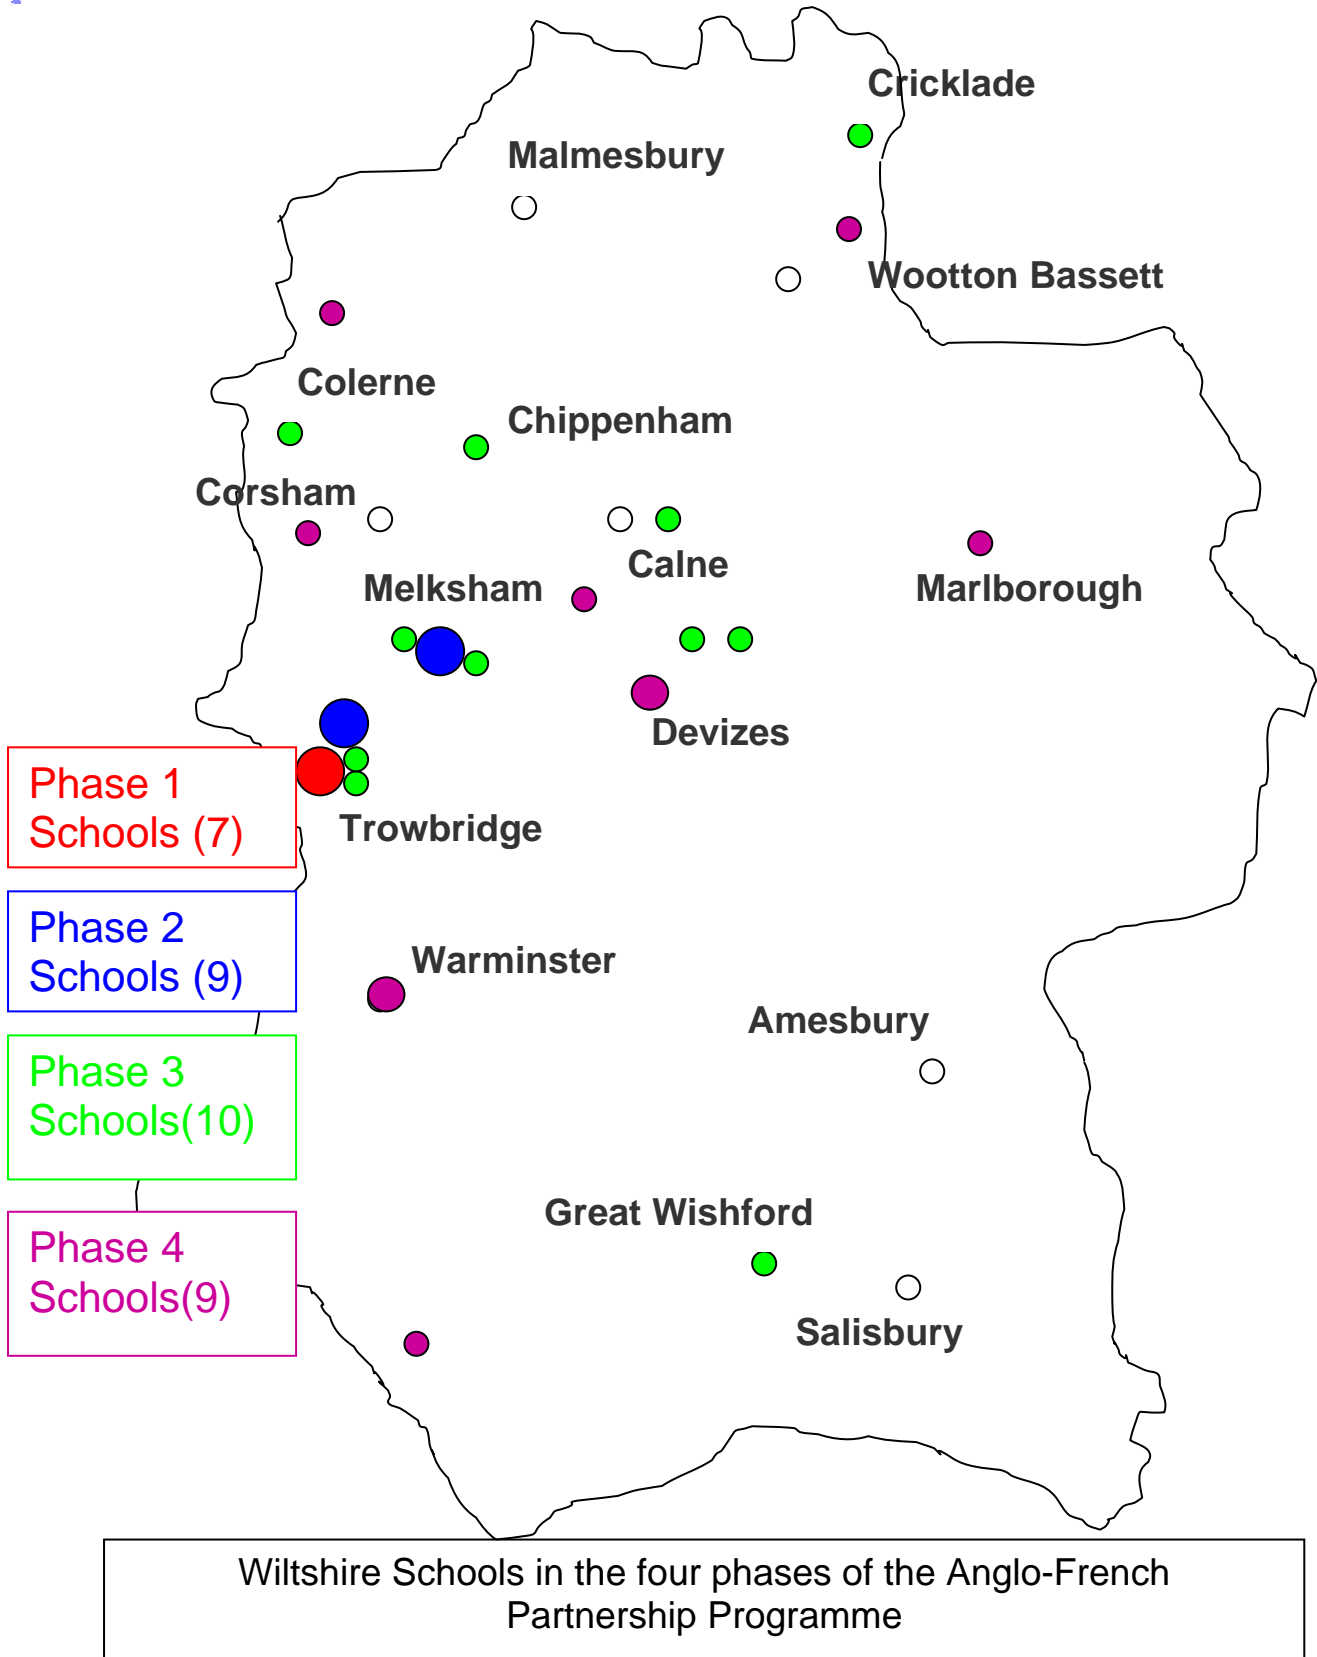 Cricklade
Malmesbury
Wootton Bassett
Colerne
Chippenham
Corsham
Calne
Melksham
Marlborough
Devizes
Phase 1
Schools (7)
Trowbridge
Phase 2
Schools (9)
Warminster
Amesbury
Phase 3
Schools(10)
Great Wishford
Phase 4
Schools(9)
Salisbury
Wiltshire Schools in the four phases of the Anglo-French
Partnership Programme